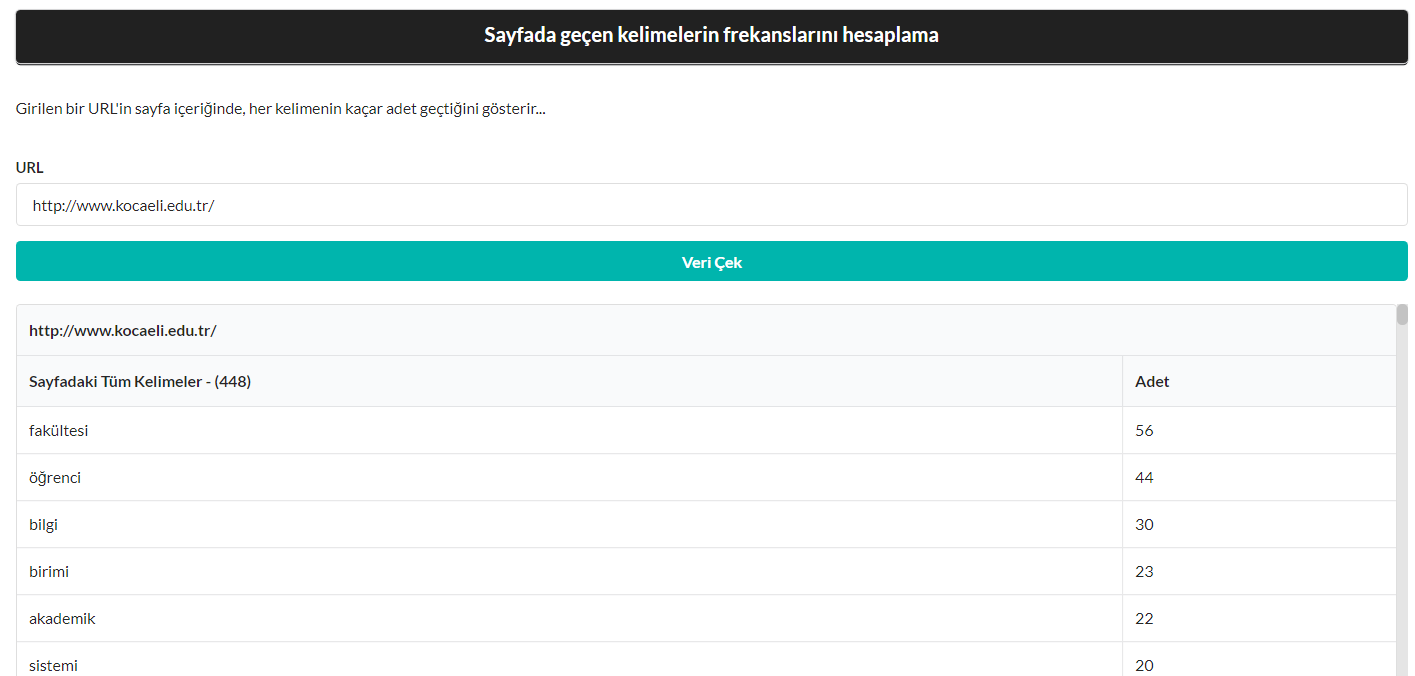 Sayfada geçen kelimelerin frekanslarını hesaplama
Girilen bir URL'in sayfa içeriğinde, her kelimenin kaçar adet geçtiğini gösterir...
URL
http://www.kocaeli.edu.tr/
Veri Çek
http://www.kocaeli.edu.tr/
Sayfadaki Tüm Kelimeler - (448) Adet
fakültesi 56
öğrenci 44
bilgi 30
birimi 23
akademik 22
sistemi 20